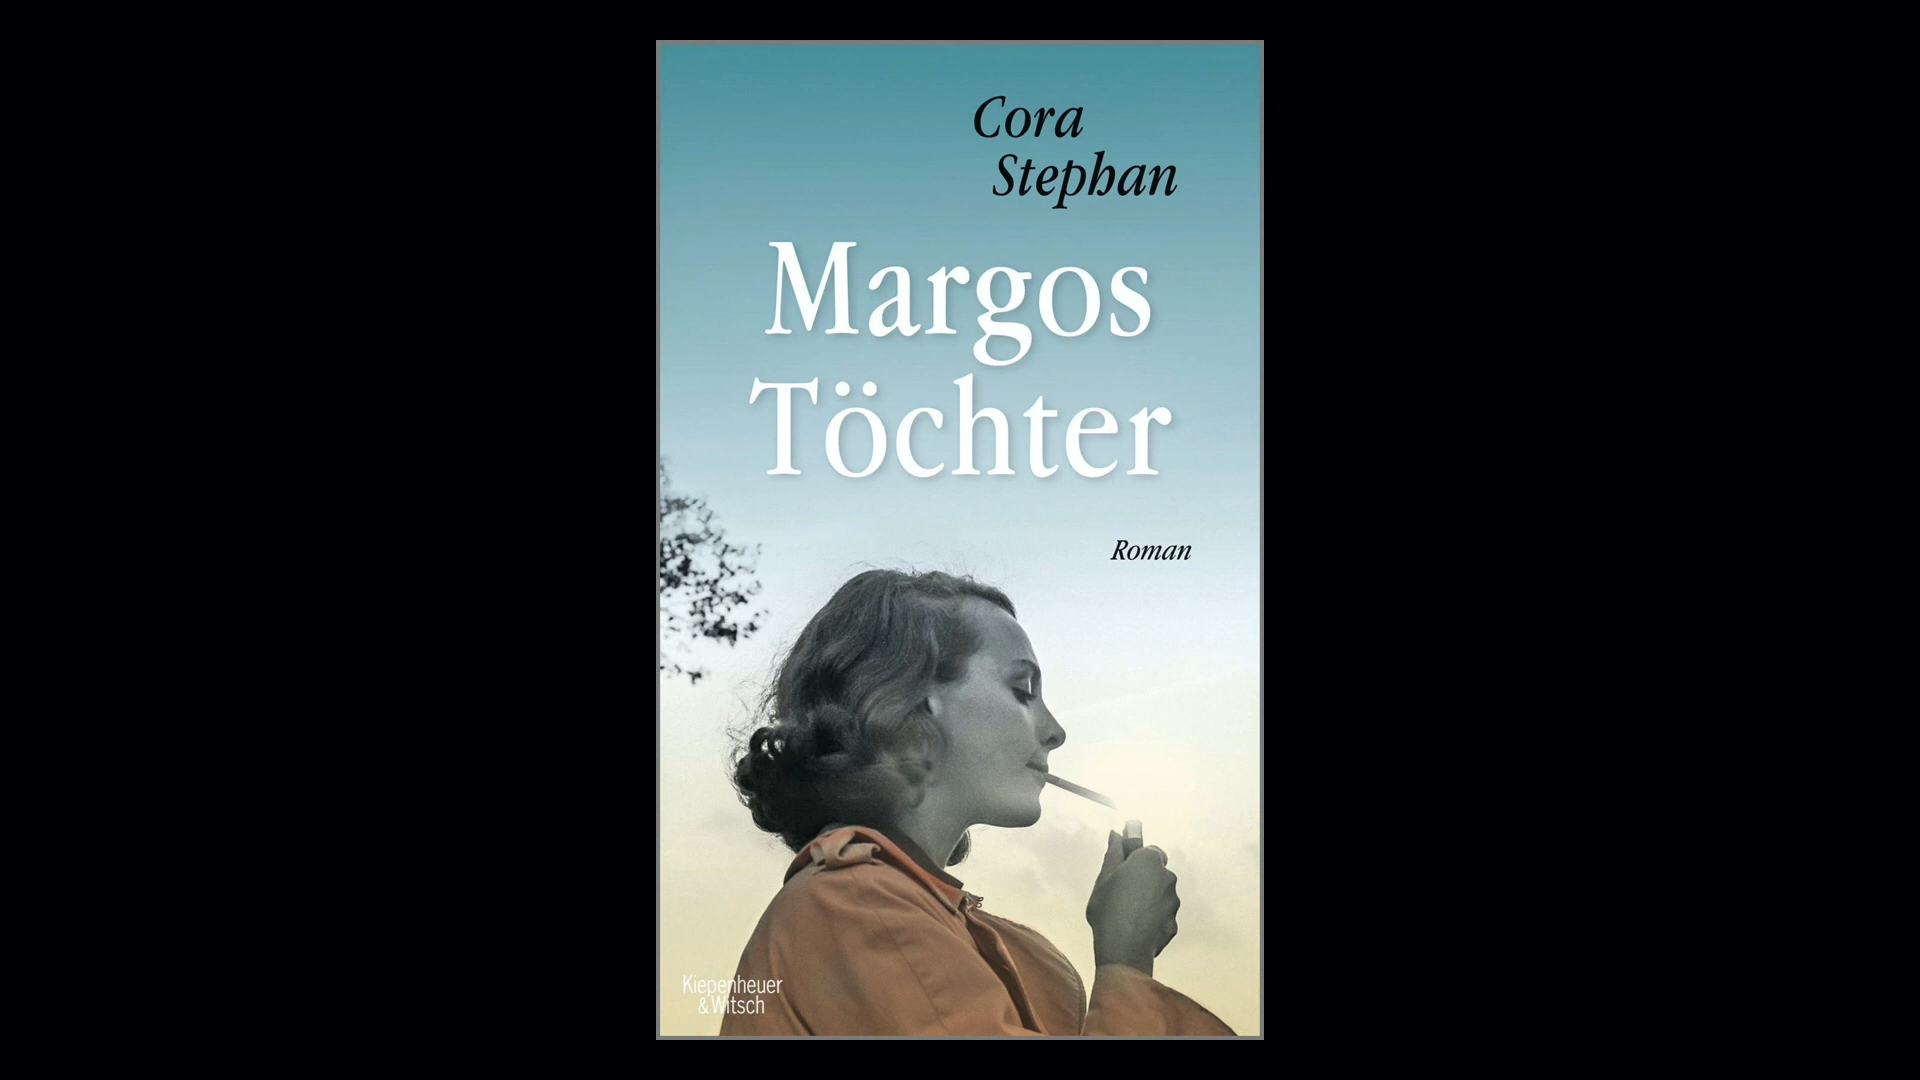 Cora
Stephan
Margos
Töchter
Roman
Kiepenheuer
&Witsch